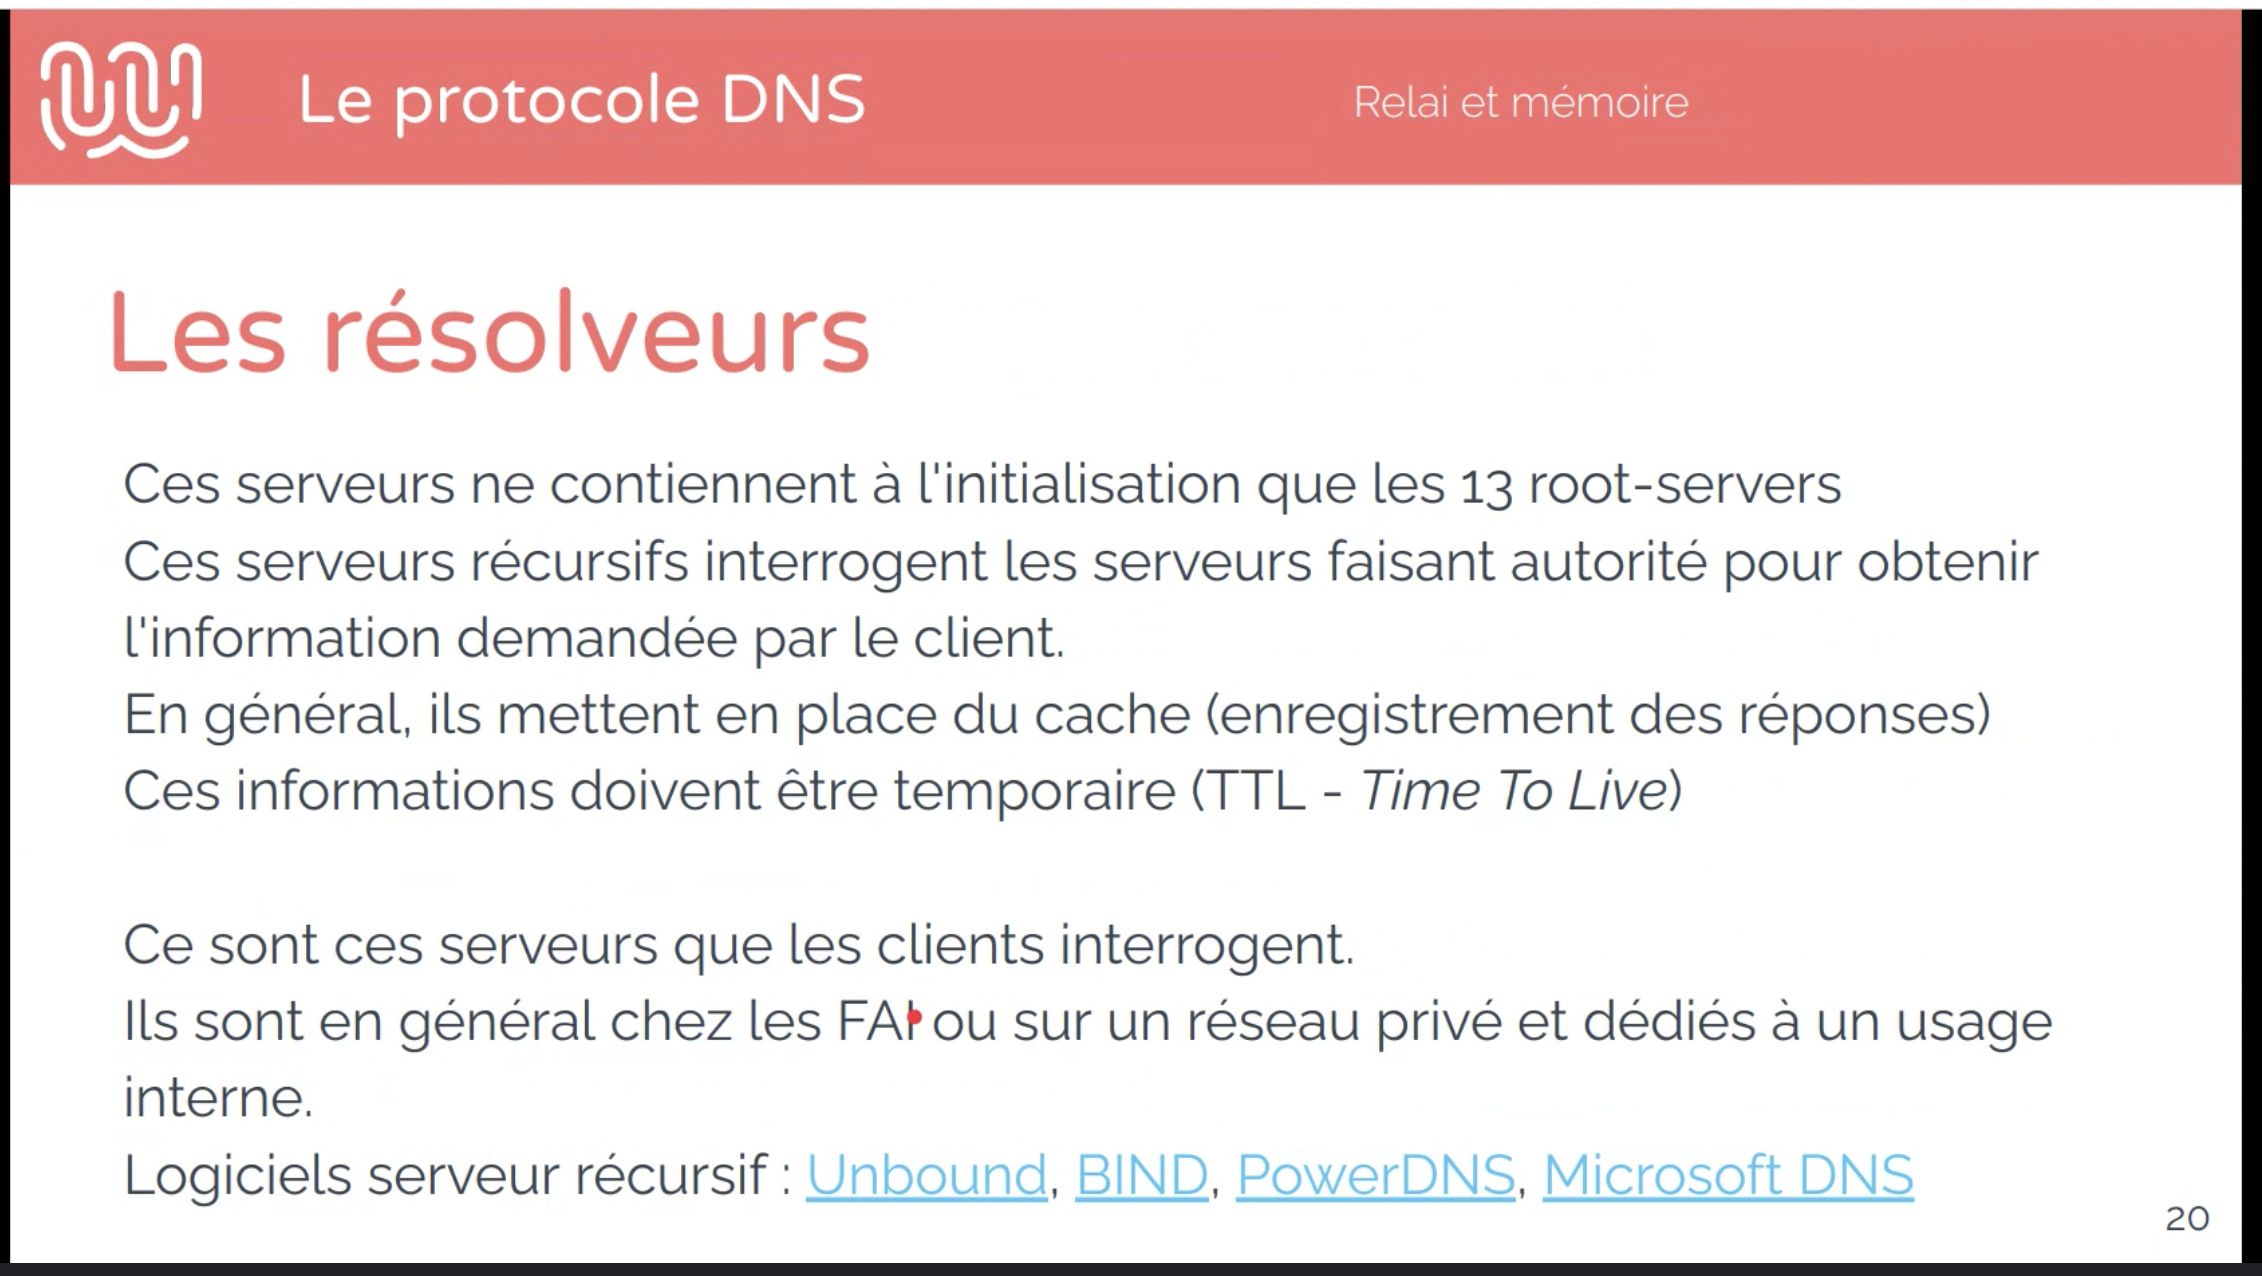 Le protocole DNS
Relai et mémoire
Les résolveurs
Ces serveurs ne contiennent à l'initialisation que les 13 root-servers
Ces serveurs récursifs interrogent les serveurs faisant autorité pour obtenir
l'information demandée par le client.
En général, ils mettent en place du cache (enregistrement des réponses)
Ces informations doivent être temporaire (TTL - Time To Live)
Ce sont ces serveurs que les clients interrogent.
Ils sont en général chez les FAI ou sur un réseau privé et dédiés à un usage
interne.
Logiciels serveur récursif : Unbound, BIND, PowerDNS, Microsoft DNS
20